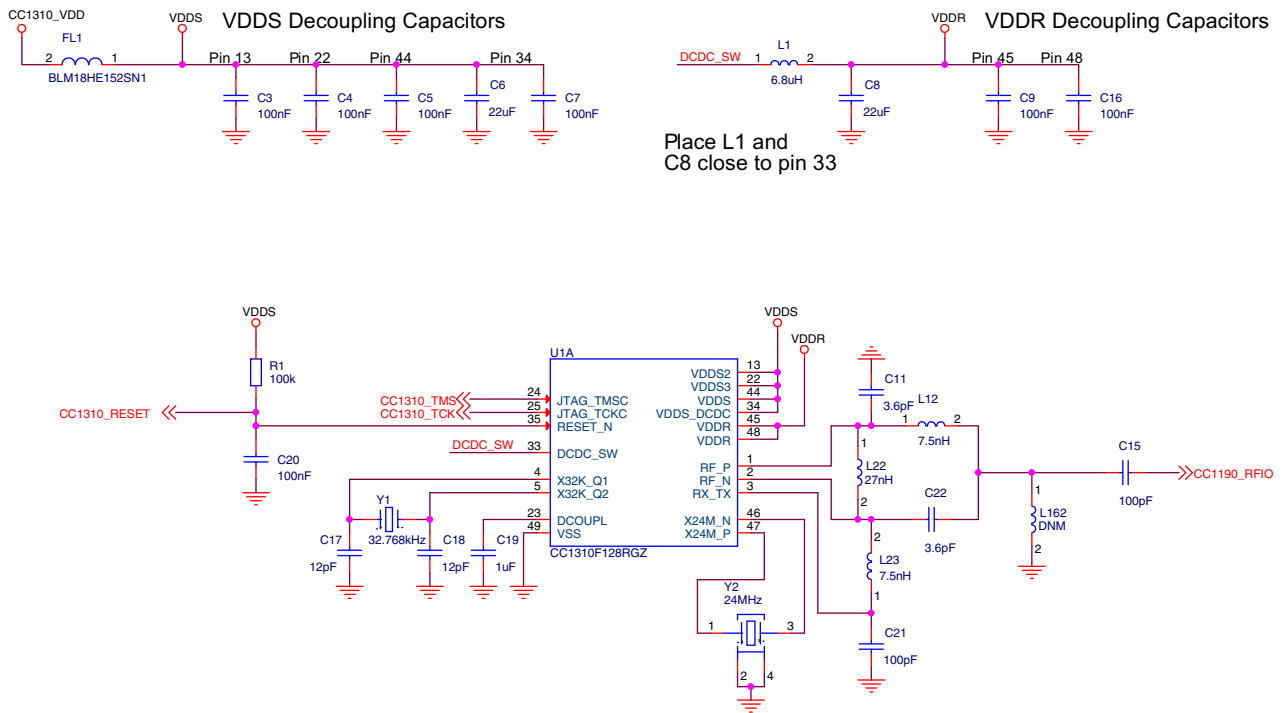 CC1310_VDD
VDDS
VDDS Decoupling Capacitors
FL1
2
1
BLM18HE152SN1
Pin 13
Pin 22
Pin 44
Pin 34
C3
100nF
C4
100nF
C5
100nF
C6
22uF
C7
100nF
VDDR
VDDR Decoupling Capacitors
DCDC_SW
1
L1
2
6.8uH
Pin 45
Pin 48
C8
22uF
C9
100nF
C16
100nF
Place L1 and
C8 close to pin 33
VDDS
R1
100k
CC1310_RESET
C20
100nF
CC1310_TMS
CC1310_TCK
DCDC_SW
24
25
35
33
4
5
23
49
U1A
JTAG_TMSC
JTAG_TCKC
RESET_N
DCDC_SW
X32K_Q1
X32K_Q2
DCOUPL
VSS
CC1310F128RGZ
VDDS2
VDDS3
VDDS
VDDS_DCDC
VDDR
VDDR
RF_P
RF_N
RX_TX
X24M_N
X24M_P
13
22
44
34
45
48
1
2
3
46
47
VDDS
VDDR
Y1
32.768kHz
C17
12pF
C18
12pF
C19
1uF
Y2
24MHz
1
3
2
4
C11
3.6pF
L12
1
2
7.5nH
1
L22
27nH
2
C22
3.6pF
2
L23
7.5nH
1
C21
100pF
1
L162
DNM
2
C15
100pF
CC1190_RFIO